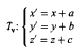 T_v: { x' = x + a
y' = y + b
z' = z + c